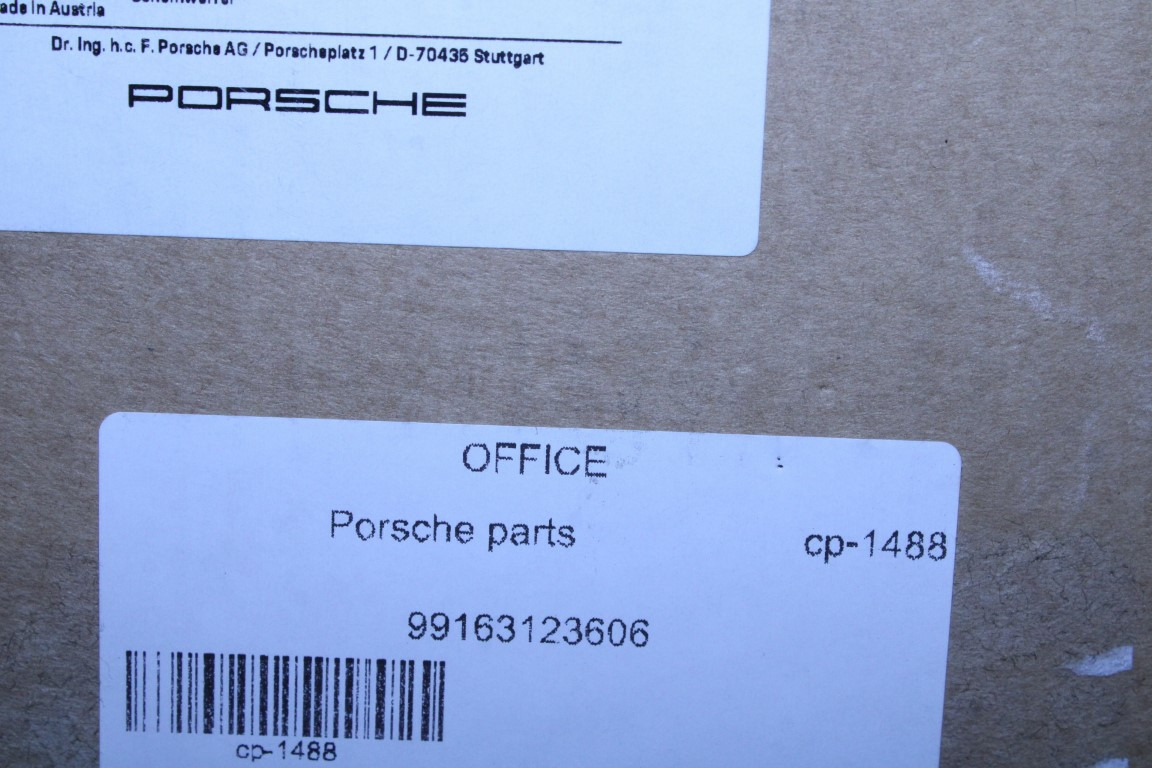 ade in Austria
Dr. Ing. h.c. F. Porsche AG / Porscheplatz 1 / D-70435 Stuttgart
PORSCHE
OFFICE
Porsche parts
cp-1488
99163123606
cp-1488